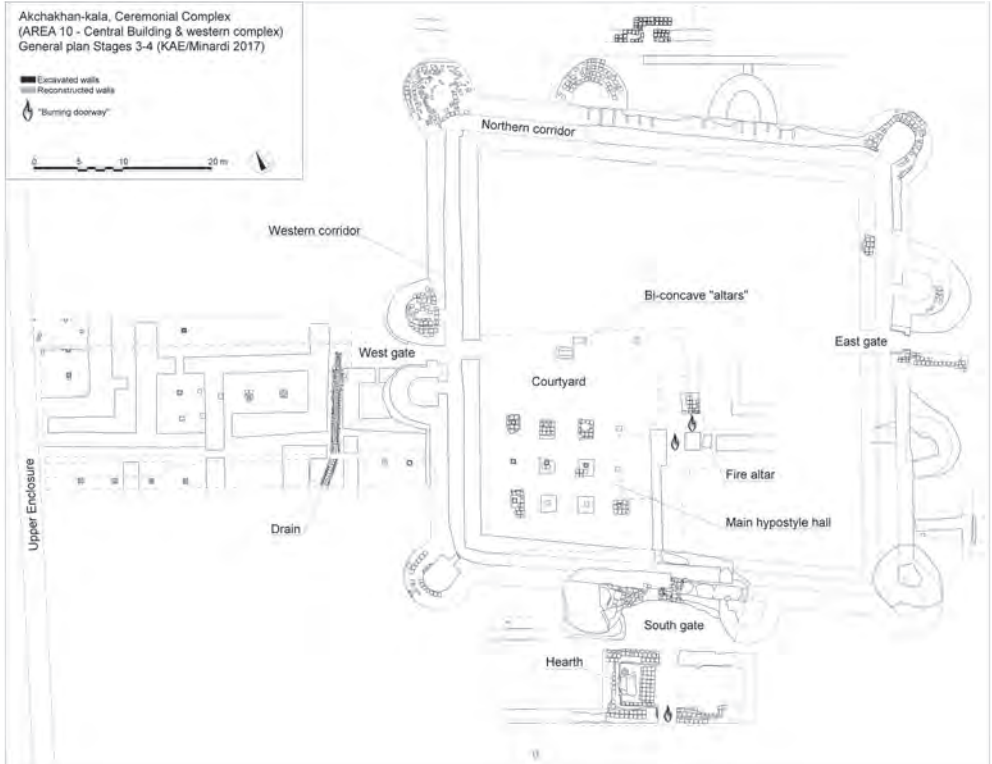 Akchakhan-kala, Ceremonial Complex
(AREA 10 - Central Building & western complex)
General plan Stages 3-4 (KAE/Minardi 2017)
Excavated walls
Reconstructed walls
"Burning doorway"
0 5 10 20 m
Northern corridor
Western corridor
Bi-concave "altars"
West gate
East gate
Courtyard
Fire altar
Upper Enclosure
Drain
Main hypostyle hall
South gate
Hearth